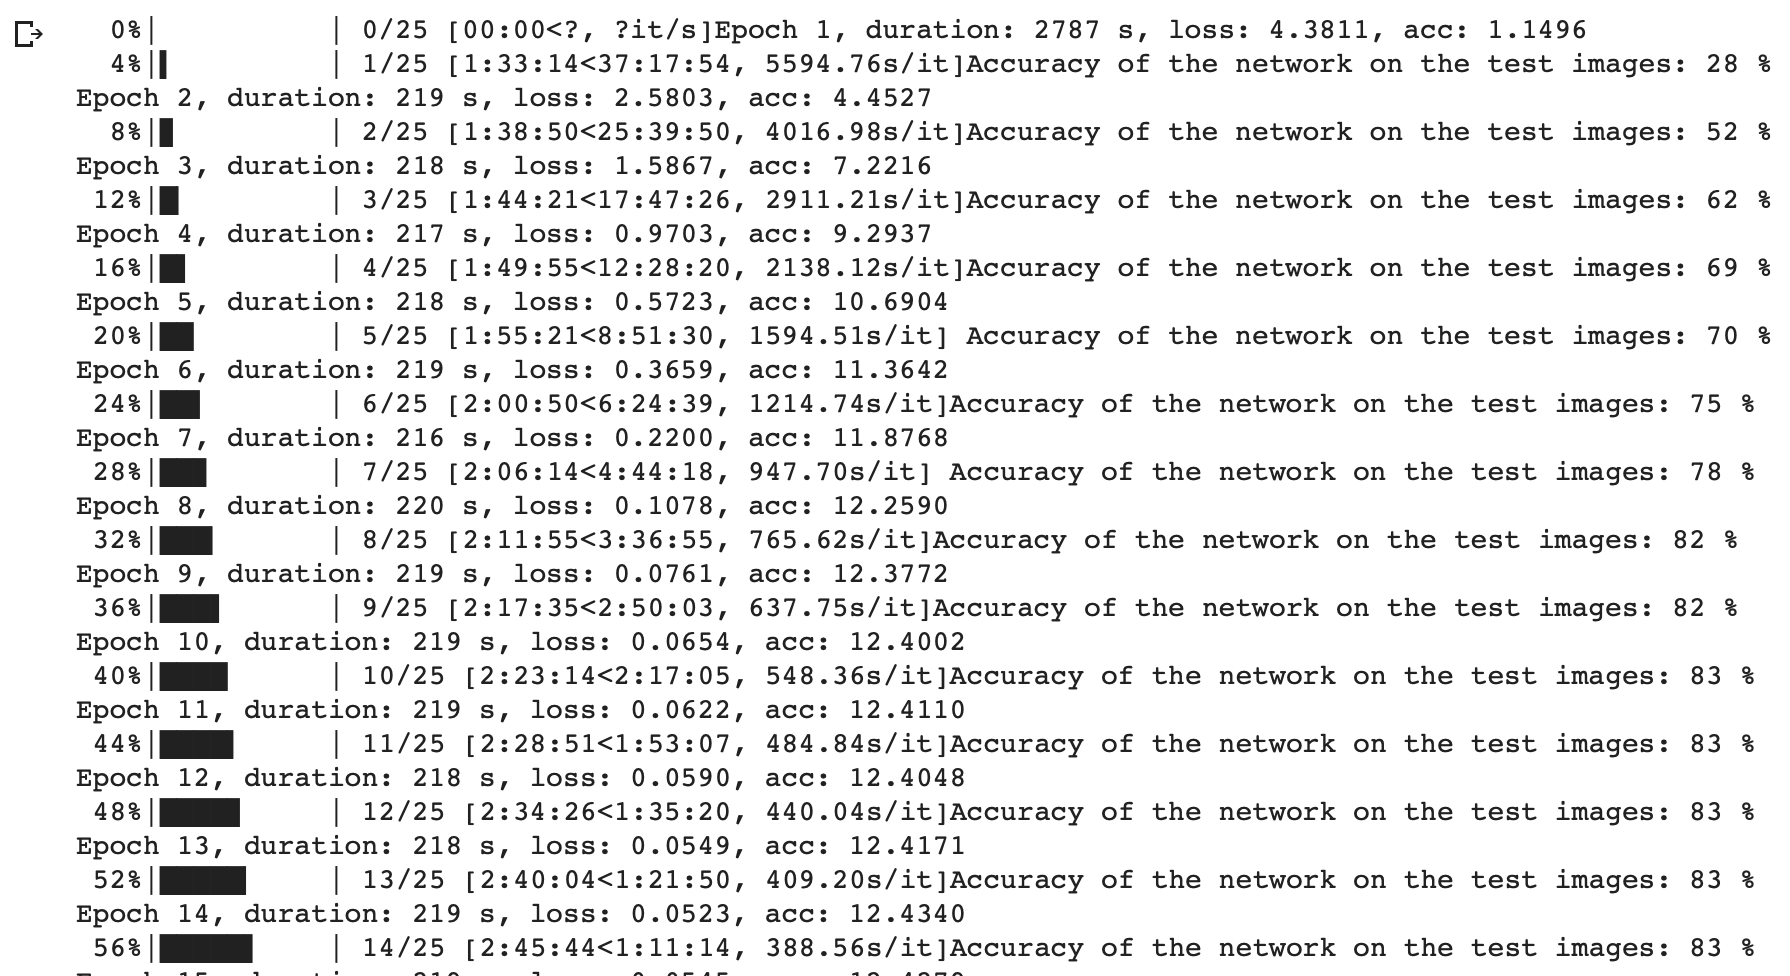 0%| | 0/25 [00:00<?, ?it/s]Epoch 1, duration: 2787 s, loss: 4.3811, acc: 1.1496
4%| | 1/25 [1:33:14<37:17:54, 5594.76s/it]Accuracy of the network on the test images: 28 %
Epoch 2, duration: 219 s, loss: 2.5803, acc: 4.4527
8%| | 2/25 [1:38:50<25:39:50, 4016.98s/it]Accuracy of the network on the test images: 52 %
Epoch 3, duration: 218 s, loss: 1.5867, acc: 7.2216
12%| | 3/25 [1:44:21<17:47:26, 2911.21s/it]Accuracy of the network on the test images: 62 %
Epoch 4, duration: 217 s, loss: 0.9703, acc: 9.2937
16%| | 4/25 [1:49:55<12:28:20, 2138.12s/it]Accuracy of the network on the test images: 69 %
Epoch 5, duration: 218 s, loss: 0.5723, acc: 10.6904
20%| | 5/25 [1:55:21<8:51:30, 1594.51s/it] Accuracy of the network on the test images: 70 %
Epoch 6, duration: 219 s, loss: 0.3659, acc: 11.3642
24%| | 6/25 [2:00:50<6:24:39, 1214.74s/it]Accuracy of the network on the test images: 75 %
Epoch 7, duration: 216 s, loss: 0.2200, acc: 11.8768
28%| | 7/25 [2:06:14<4:44:18, 947.70s/it] Accuracy of the network on the test images: 78 %
Epoch 8, duration: 220 s, loss: 0.1078, acc: 12.2590
32%| | 8/25 [2:11:55<3:36:55, 765.62s/it]Accuracy of the network on the test images: 82 %
Epoch 9, duration: 219 s, loss: 0.0761, acc: 12.3772
36%| | 9/25 [2:17:35<2:50:03, 637.75s/it]Accuracy of the network on the test images: 82 %
Epoch 10, duration: 219 s, loss: 0.0654, acc: 12.4002
40%| | 10/25 [2:23:14<2:17:05, 548.36s/it]Accuracy of the network on the test images: 83 %
Epoch 11, duration: 219 s, loss: 0.0622, acc: 12.4110
44%| | 11/25 [2:28:51<1:53:07, 484.84s/it]Accuracy of the network on the test images: 83 %
Epoch 12, duration: 218 s, loss: 0.0590, acc: 12.4048
48%| | 12/25 [2:34:26<1:35:20, 440.04s/it]Accuracy of the network on the test images: 83 %
Epoch 13, duration: 218 s, loss: 0.0549, acc: 12.4171
52%| | 13/25 [2:40:04<1:21:50, 409.20s/it]Accuracy of the network on the test images: 83 %
Epoch 14, duration: 219 s, loss: 0.0523, acc: 12.4340
56%| | 14/25 [2:45:44<1:11:14, 388.56s/it]Accuracy of the network on the test images: 83 %